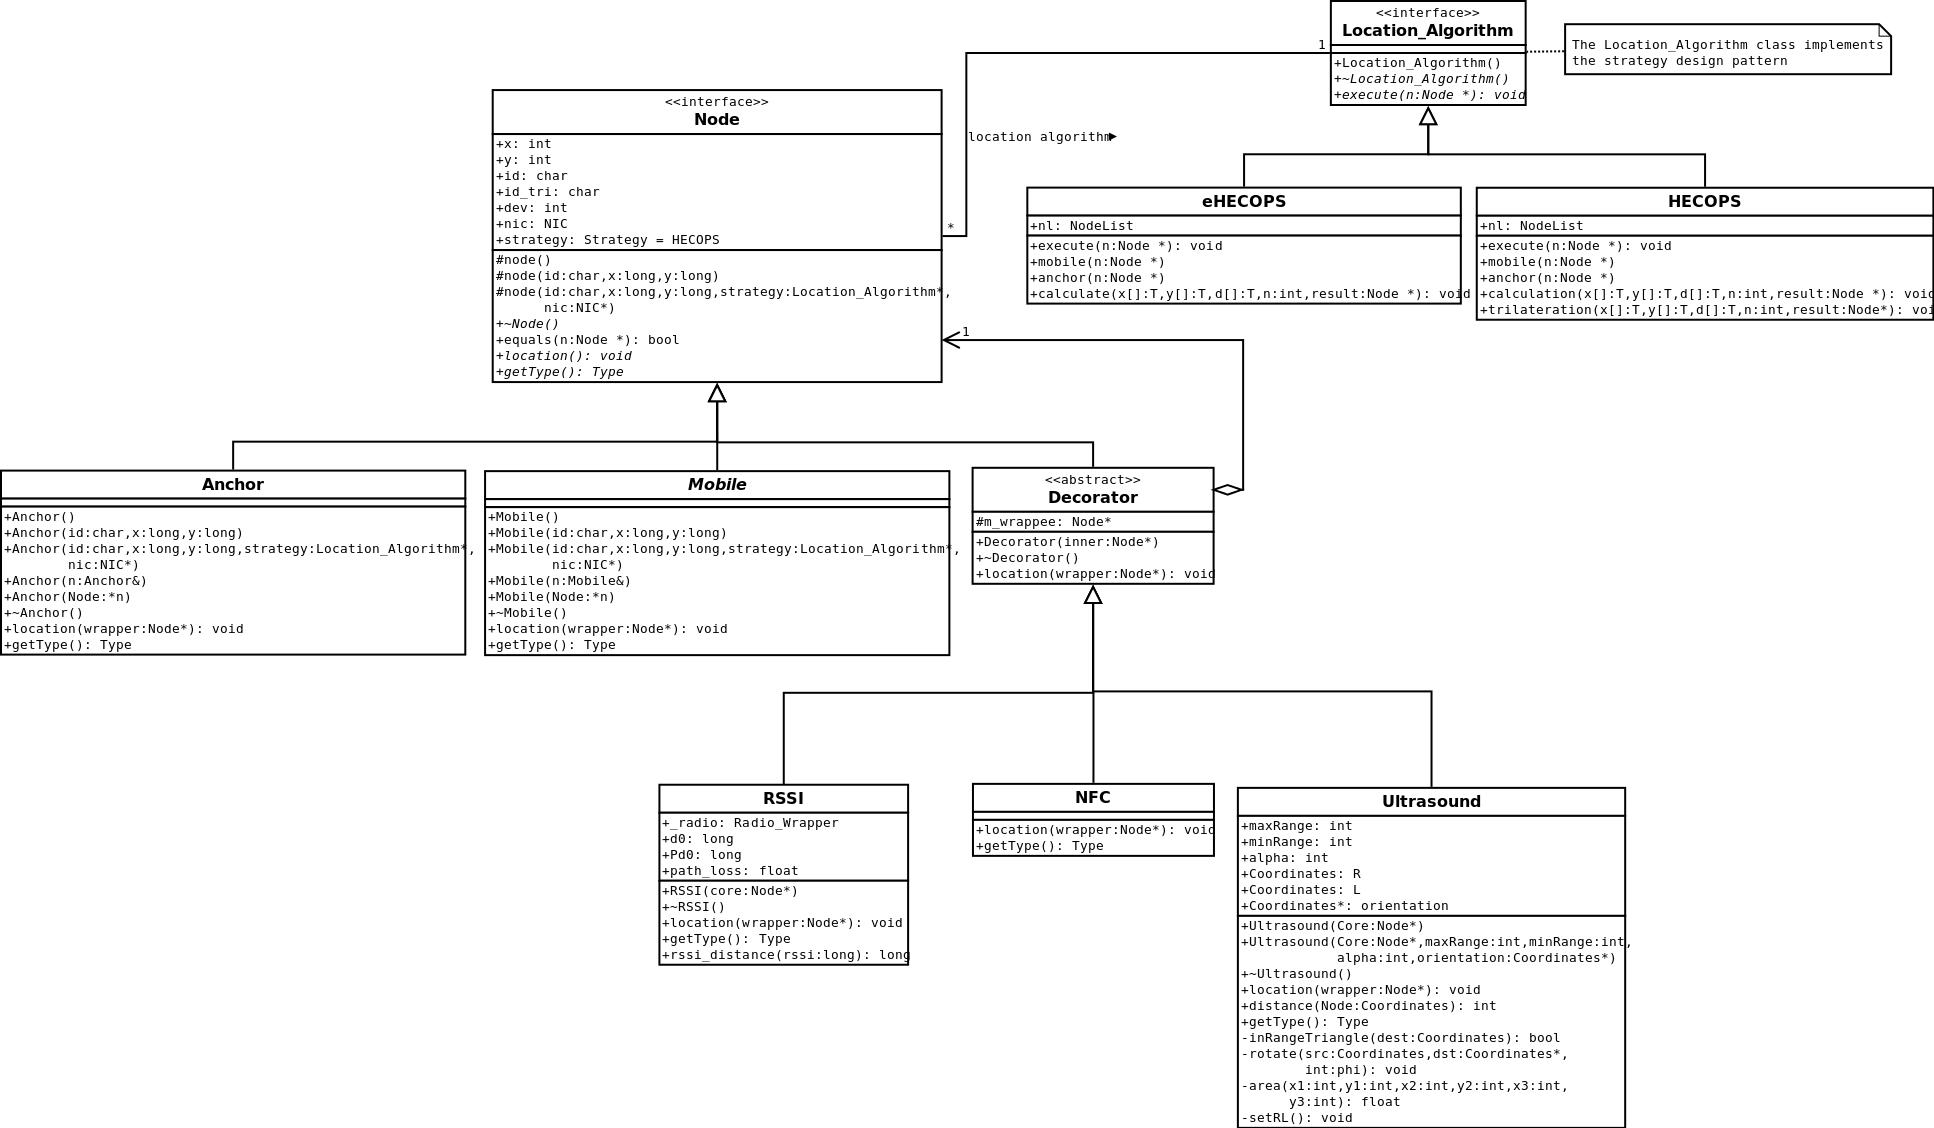 <<interface>>
Location_Algorithm
+Location_Algorithm()
+~Location_Algorithm()
+execute(n:Node *): void
The Location_Algorithm class implements
the strategy design pattern
1
location algorithm
*
<<interface>>
Node
+x: int
+y: int
+id: char
+id_tri: char
+dev: int
+nic: NIC
+strategy: Strategy = HECOPS
#node()
#node(id:char,x:long,y:long)
#node(id:char,x:long,y:long,strategy:Location_Algorithm*,
nic:NIC*)
+~Node()
+equals(n:Node *): bool
+location(): void
+getType(): Type
eHECOPS
+nl: NodeList
+execute(n:Node *): void
+mobile(n:Node *)
+anchor(n:Node *)
+calculate(x[]:T,y[]:T,d[]:T,n:int,result:Node *): void
HECOPS
+nl: NodeList
+execute(n:Node *): void
+mobile(n:Node *)
+anchor(n:Node *)
+calculation(x[]:T,y[]:T,d[]:T,n:int,result:Node *): void
+trilateration(x[]:T,y[]:T,d[]:T,n:int,result:Node*): voi
1
Anchor
+Anchor()
+Anchor(id:char,x:long,y:long)
+Anchor(id:char,x:long,y:long,strategy:Location_Algorithm*,
nic:NIC*)
+Anchor(n:Anchor&)
+Anchor(Node:*n)
+~Anchor()
+location(wrapper:Node*): void
+getType(): Type
Mobile
+Mobile()
+Mobile(id:char,x:long,y:long)
+Mobile(id:char,x:long,y:long,strategy:Location_Algorithm*,
nic:NIC*)
+Mobile(n:Mobile&)
+Mobile(Node:*n)
+~Mobile()
+location(wrapper:Node*): void
+getType(): Type
<<abstract>>
Decorator
#m_wrappee: Node*
+Decorator(inner:Node*)
+~Decorator()
+location(wrapper:Node*): void
RSSI
+_radio: Radio_Wrapper
+d0: long
+Pd0: long
+path_loss: float
+RSSI(core:Node*)
+~RSSI()
+location(wrapper:Node*): void
+getType(): Type
+rssi_distance(rssi:long): long
NFC
+location(wrapper:Node*): void
+getType(): Type
Ultrasound
+maxRange: int
+minRange: int
+alpha: int
+Coordinates: R
+Coordinates: L
+Coordinates*: orientation
+Ultrasound(Core:Node*)
+Ultrasound(Core:Node*,maxRange:int,minRange:int,
alpha:int,orientation:Coordinates*)
+~Ultrasound()
+location(wrapper:Node*): void
+distance(Node:Coordinates): int
+getType(): Type
-inRangeTriangle(dest:Coordinates): bool
-rotate(src:Coordinates,dst:Coordinates*,
int:phi): void
-area(x1:int,y1:int,x2:int,y2:int,x3:int,
y3:int): float
-setRL(): void